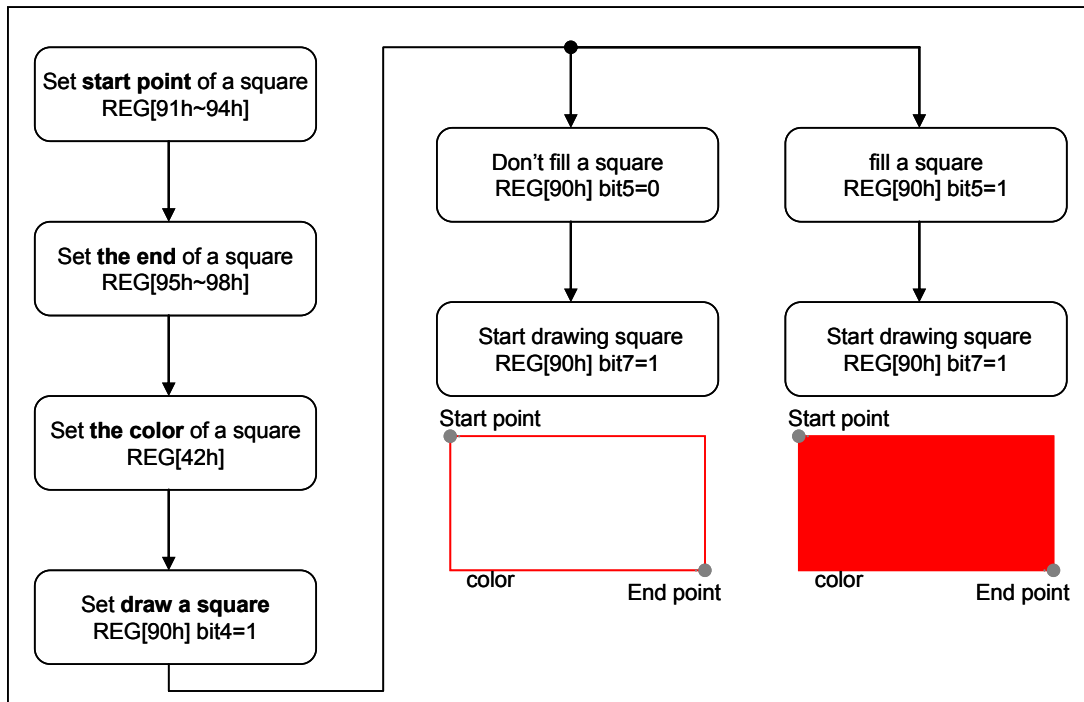 Set start point of a square
REG[91h~94h]
Set the end of a square
REG[95h~98h]
Set the color of a square
REG[42h]
Set draw a square
REG[90h] bit4=1
Don't fill a square
REG[90h] bit5=0
Start drawing square
REG[90h] bit7=1
Start point
color
End point
fill a square
REG[90h] bit5=1
Start drawing square
REG[90h] bit7=1
Start point
color
End point